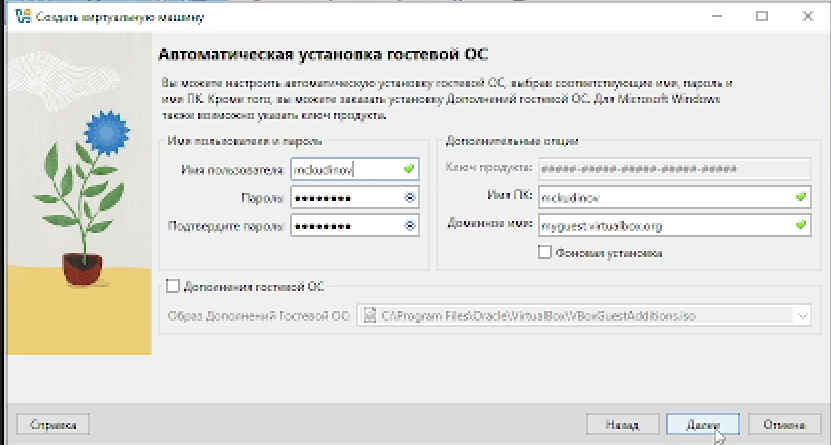 Создать виртуальную машину
Автоматическая установка гостевой ОС
Вы можете настроить автоматическую установку гостевой ОС, выбрав соответствующие имя, пароль и
имя ПК. Кроме того, вы можете заказать установку Дополнений гостевой ОС. Для Microsoft Windows
также возможно указать ключ продукта.
Имя пользователя и пароль
Имя пользователя: mckudinov
Пароль: ●●●●●●●●
Подтвердите пароль: ●●●●●●●●
Дополнительные опции
Ключ продукта: #####-#####-#####-#####-#####
Имя ПК: mckudinov
Доменное имя: myguest.virtualbox.org
Фоновая установка
Дополнения гостевой ОС
Образ Дополнений Гостевой ОС: C:\Program Files\Oracle\VirtualBox\VBoxGuestAdditions.iso
Справка
Назад
Далее
Отмена